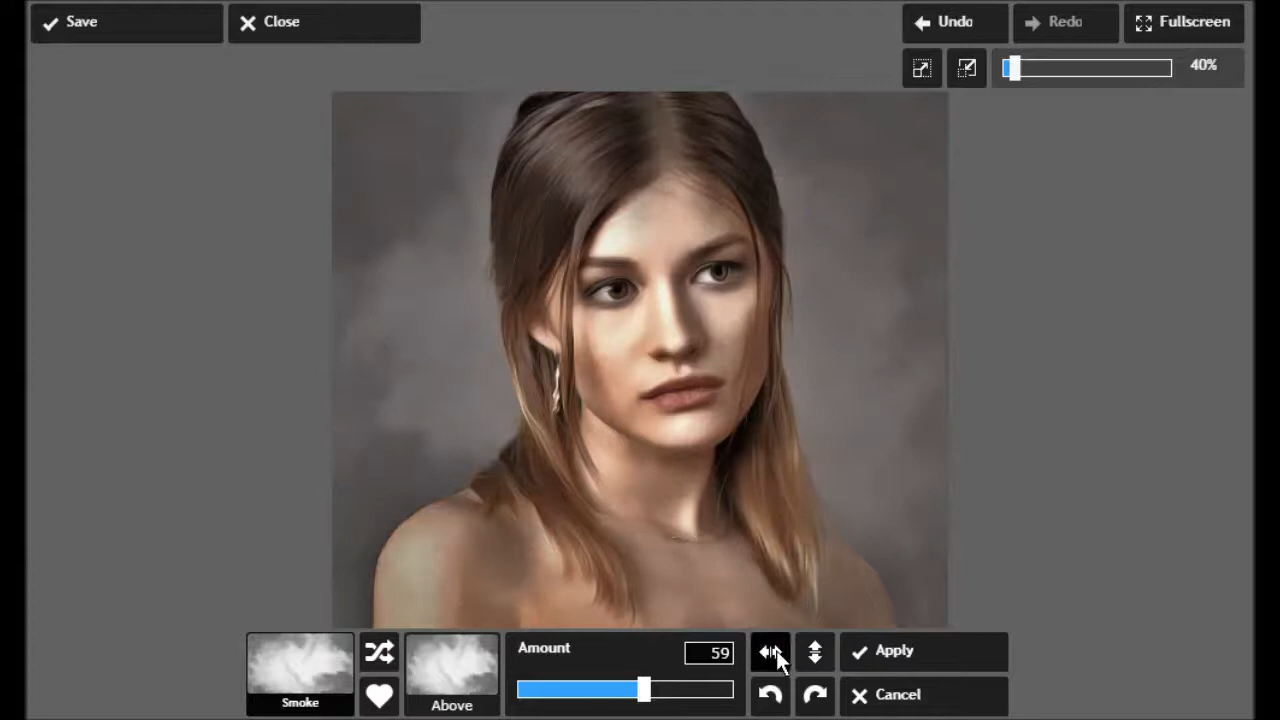 Save
Close
Undo
Redo
Fullscreen
40%
Amount
59
Apply
Smoke
Above
Cancel